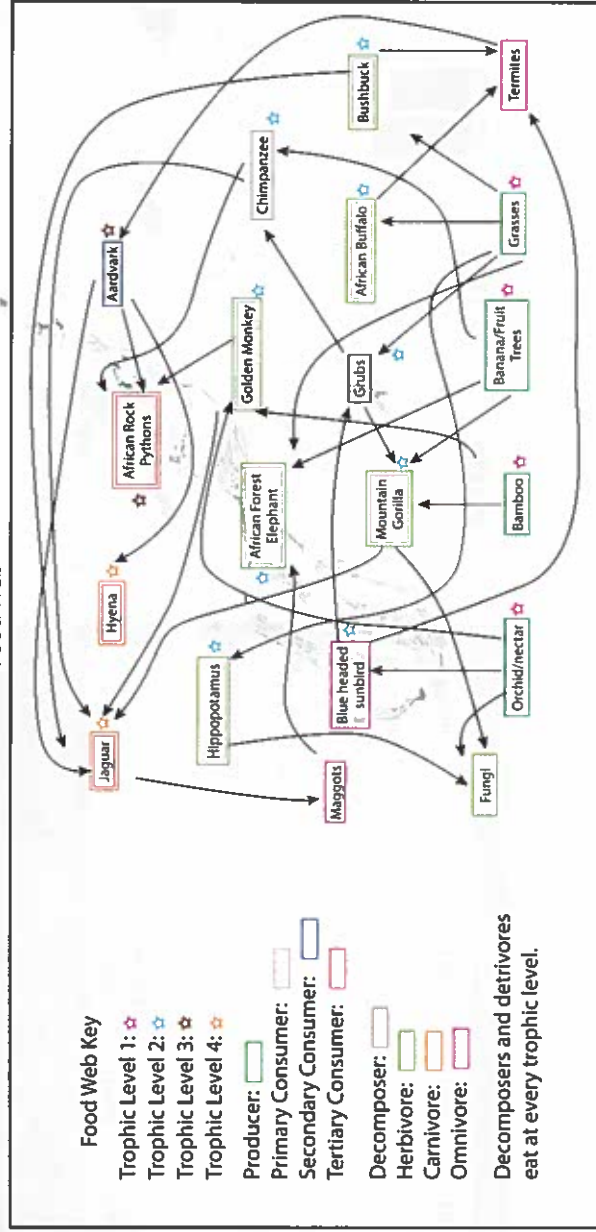 Food Web Key
Trophic Level 1:
Trophic Level 2:
Trophic Level 3:
Trophic Level 4:
Producer:
Primary Consumer:
Secondary Consumer:
Tertiary Consumer:
Decomposer:
Herbivore:
Carnivore:
Omnivore:
Decomposers and detrivores
eat at every trophic level.
Jaguar
Hyena
African Rock
Pythons
Aardvark
Hippopotamus
African Forest
Elephant
Golden Monkey
Chimpanzee
Bushbuck
Maggots
Blue headed
sunbird
Mountain
Gorilla
Grubs
African Buffalo
Fungi
Orchid/nectar
Bamboo
Banana/Fruit
Trees
Grasses
Termites